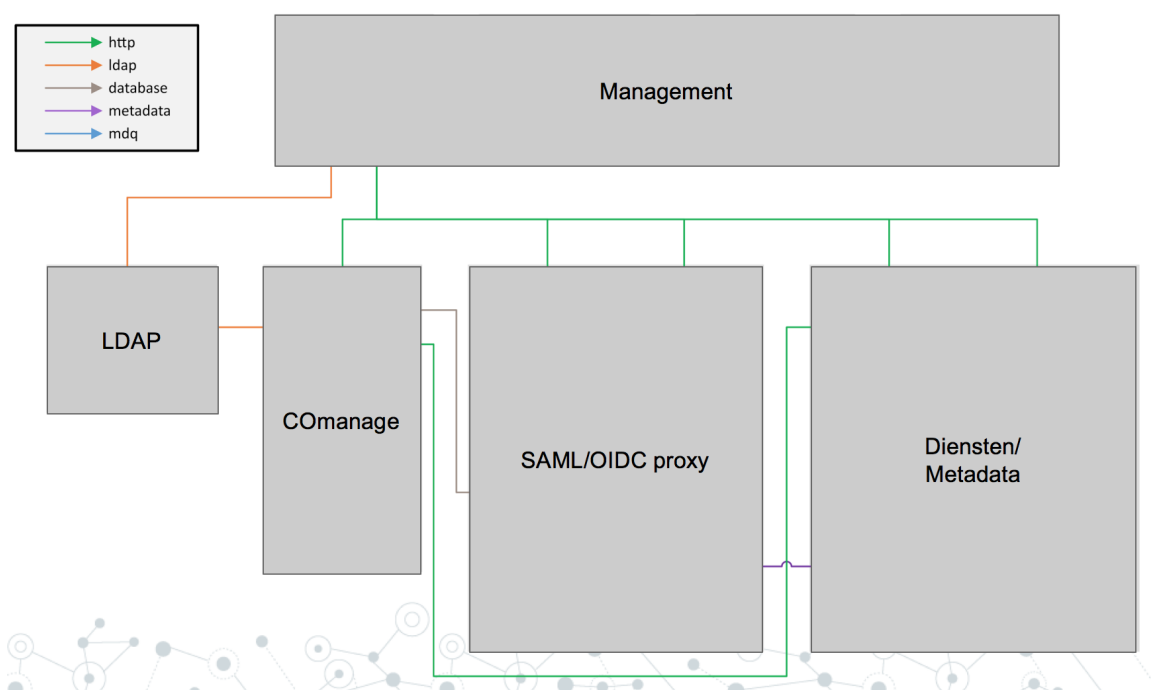 http
ldap
database
metadata
mdq
Management
LDAP
COmanage
SAML/OIDC proxy
Diensten/
Metadata